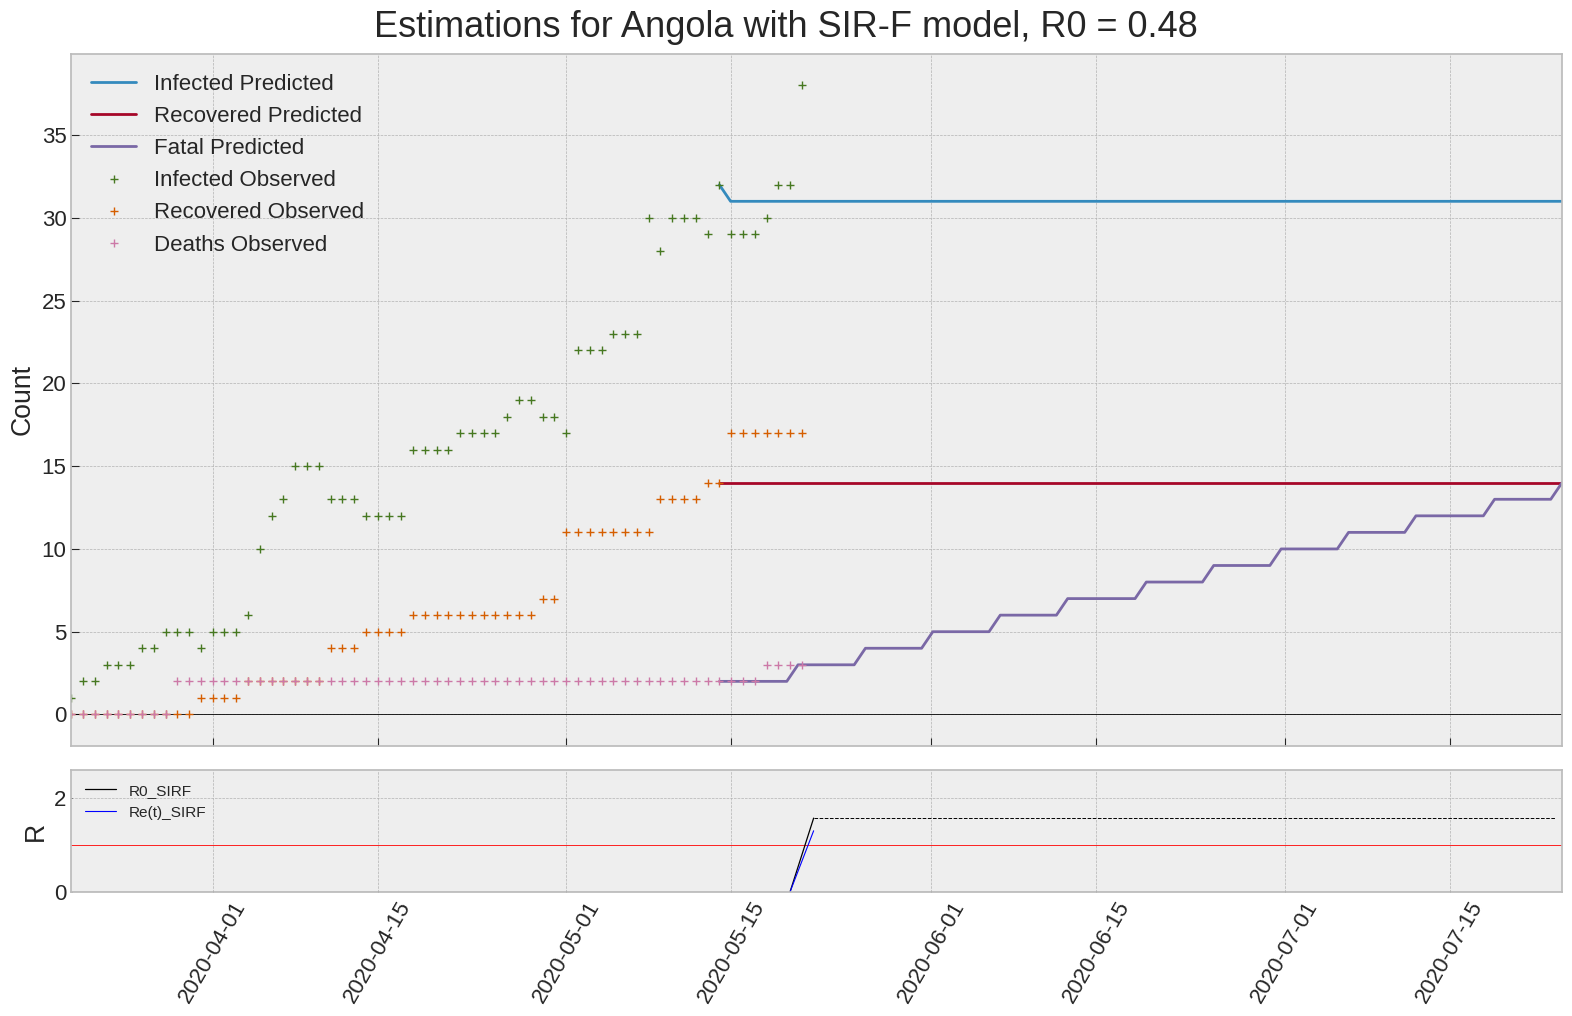 Estimations for Angola with SIR-F model, R0 = 0.48
Infected Predicted
Recovered Predicted
Fatal Predicted
Infected Observed
Recovered Observed
Deaths Observed
Count
35
30
25
20
15
10
5
0
R0_SIRF
Re(t)_SIRF
R
2
0
2020-04-01
2020-04-15
2020-05-01
2020-05-15
2020-06-01
2020-06-15
2020-07-01
2020-07-15